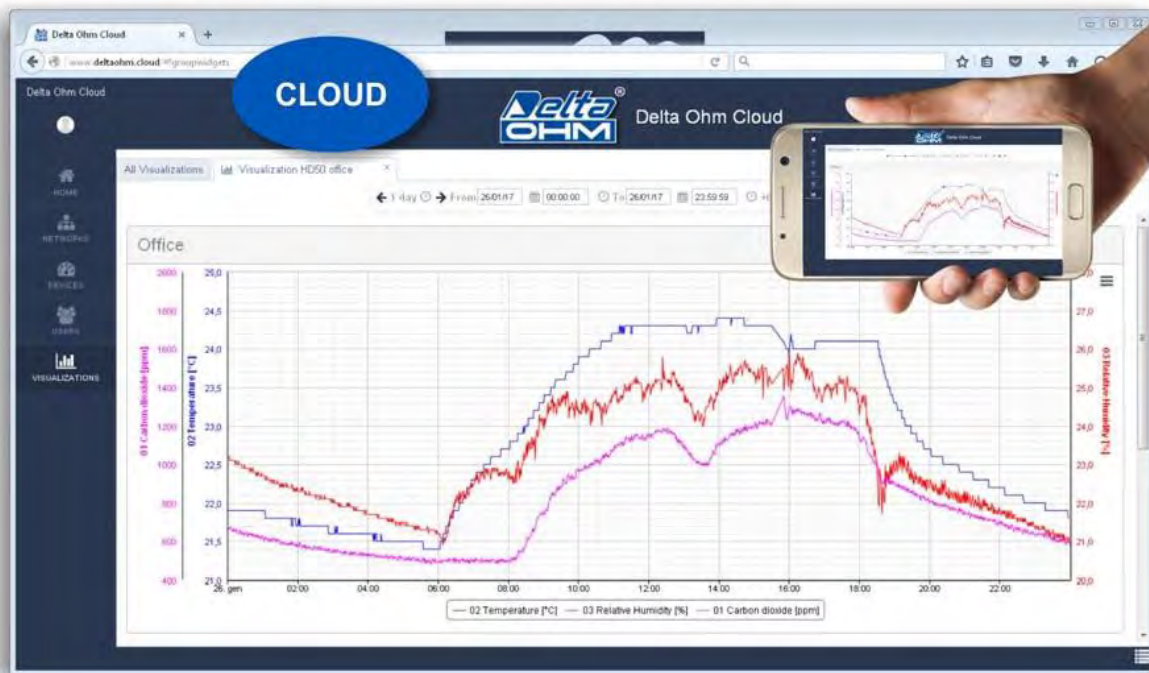 Delta Ohm Cloud
www.deltaohm.cloud/#groupwidgets
Delta Ohm Cloud
CLOUD
Delta
OHM
®
Delta Ohm Cloud
HOME
NETWORKS
DEVICES
USERS
VISUALIZATIONS
All Visualizations
Visualization HD50 office
1 day From 26/01/17 00:00:00 To 26/01/17 23:59:59
Office
01 Carbon dioxide [ppm]
2000
1800
1600
1400
1200
1000
800
600
400
02 Temperature [°C]
25,0
24,5
24,0
23,5
23,0
22,5
22,0
21,5
21,0
03 Relative Humidity [%]
27,0
26,0
25,0
24,0
23,0
22,0
21,0
20,0
26. gen 02:00 04:00 06:00 08:00 10:00 12:00 14:00 16:00 18:00 20:00 22:00
02 Temperature [°C] 03 Relative Humidity [%] 01 Carbon dioxide [ppm]
Delta
OHM
Delta Ohm Cloud